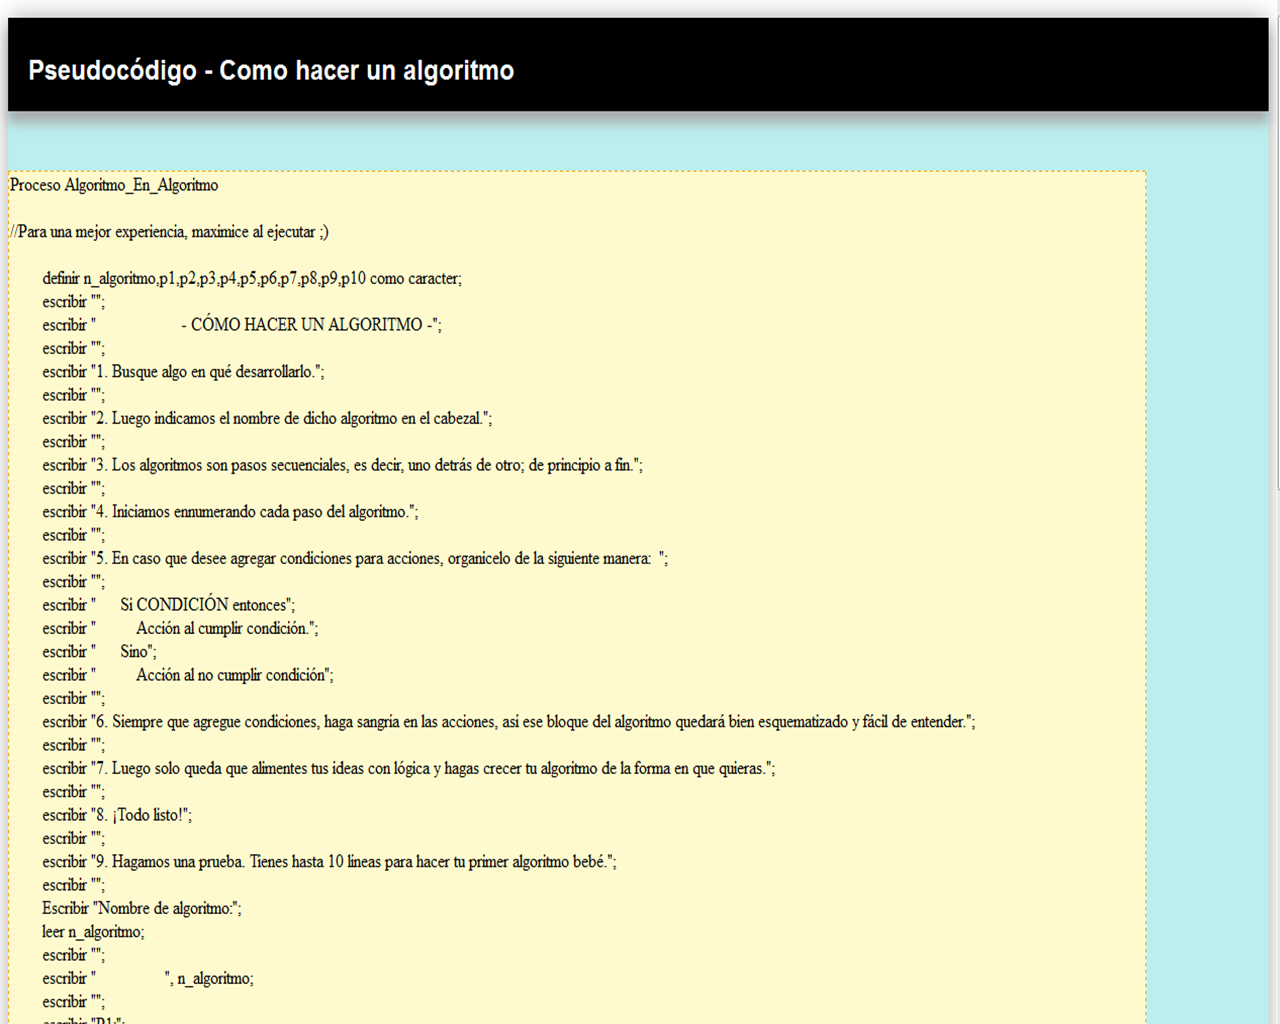 Pseudocódigo - Como hacer un algoritmo
Proceso Algoritmo_En_Algoritmo
//Para una mejor experiencia, maximice al ejecutar ;)
definir n_algoritmo,p1,p2,p3,p4,p5,p6,p7,p8,p9,p10 como caracter;
escribir "";
escribir "                      - CÓMO HACER UN ALGORITMO -";
escribir "";
escribir "1. Busque algo en qué desarrollarlo.";
escribir "";
escribir "2. Luego indicamos el nombre de dicho algoritmo en el cabezal.";
escribir "";
escribir "3. Los algoritmos son pasos secuenciales, es decir, uno detrás de otro; de principio a fin.";
escribir "";
escribir "4. Iniciamos ennumerando cada paso del algoritmo.";
escribir "";
escribir "5. En caso que desee agregar condiciones para acciones, organicelo de la siguiente manera:  ";
escribir "";
escribir "      Si CONDICIÓN entonces";
escribir "          Acción al cumplir condición.";
escribir "      Sino";
escribir "          Acción al no cumplir condición";
escribir "";
escribir "6. Siempre que agregue condiciones, haga sangria en las acciones, asi ese bloque del algoritmo quedará bien esquematizado y fácil de entender.";
escribir "";
escribir "7. Luego solo queda que alimentes tus ideas con lógica y hagas crecer tu algoritmo de la forma en que quieras.";
escribir "";
escribir "8. ¡Todo listo!";
escribir "";
escribir "9. Hagamos una prueba. Tienes hasta 10 lineas para hacer tu primer algoritmo bebé.";
escribir "";
Escribir "Nombre de algoritmo:";
leer n_algoritmo;
escribir "";
escribir "                  ", n_algoritmo;
escribir "";
escribir "P1:";